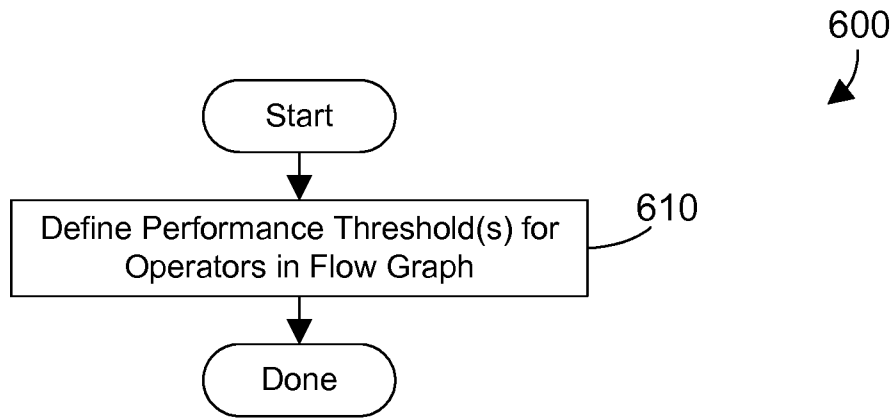 600
Start
Define Performance Threshold(s) for
Operators in Flow Graph
610
Done